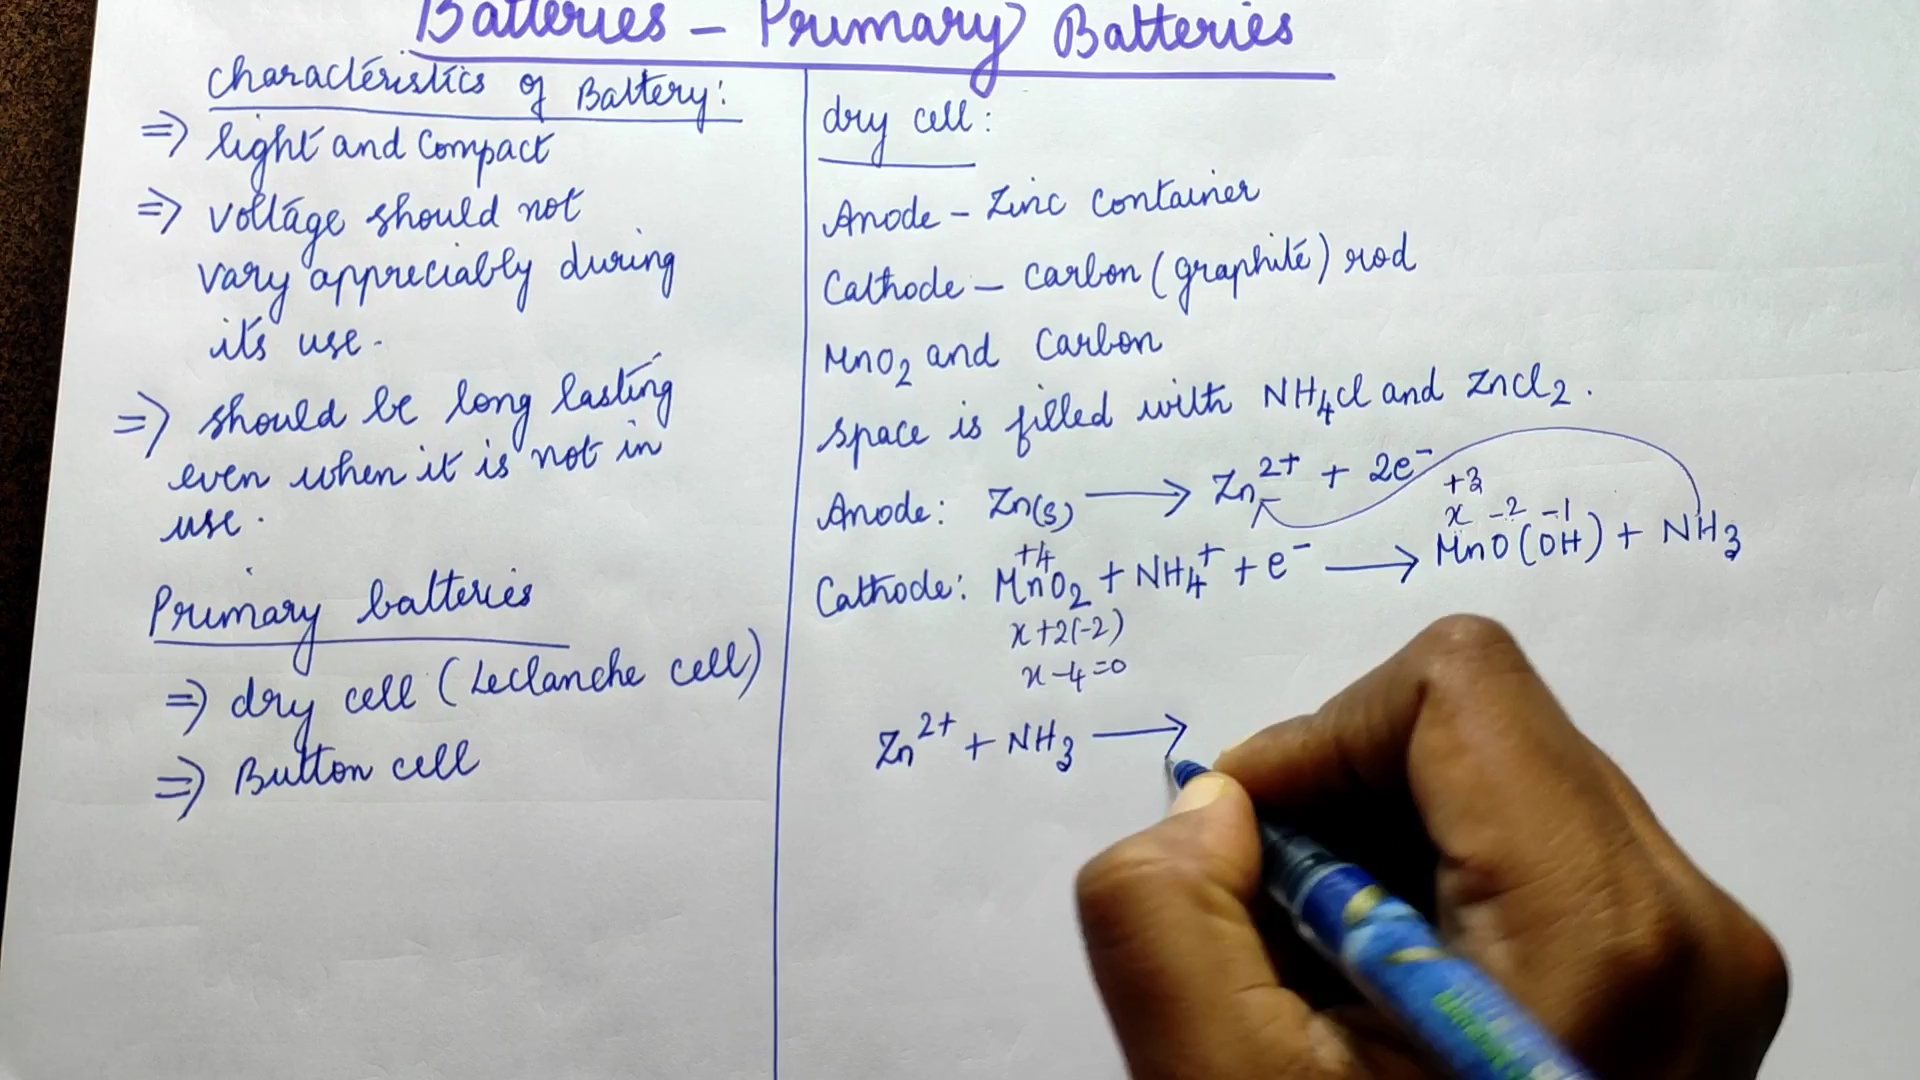 Batteries - Primary Batteries
Characteristics of Battery:
⇒ light and compact
⇒ voltage should not
vary appreciably during
its use.
⇒ should be long lasting
even when it is not in
use.
Primary batteries
⇒ dry cell (Leclanche cell)
⇒ Button cell
dry cell:
Anode - Zinc container
Cathode - Carbon (graphite) rod
MnO2 and Carbon
space is filled with NH4Cl and ZnCl2.
Anode: Zn(s) ⟶ Zn2+ + 2e-
+3
x -2 -1
+4
Cathode: MnO2 + NH4+ + e- ⟶ MnO(OH) + NH3
x+2(-2)
x-4=0
Zn2+ + NH3 ⟶